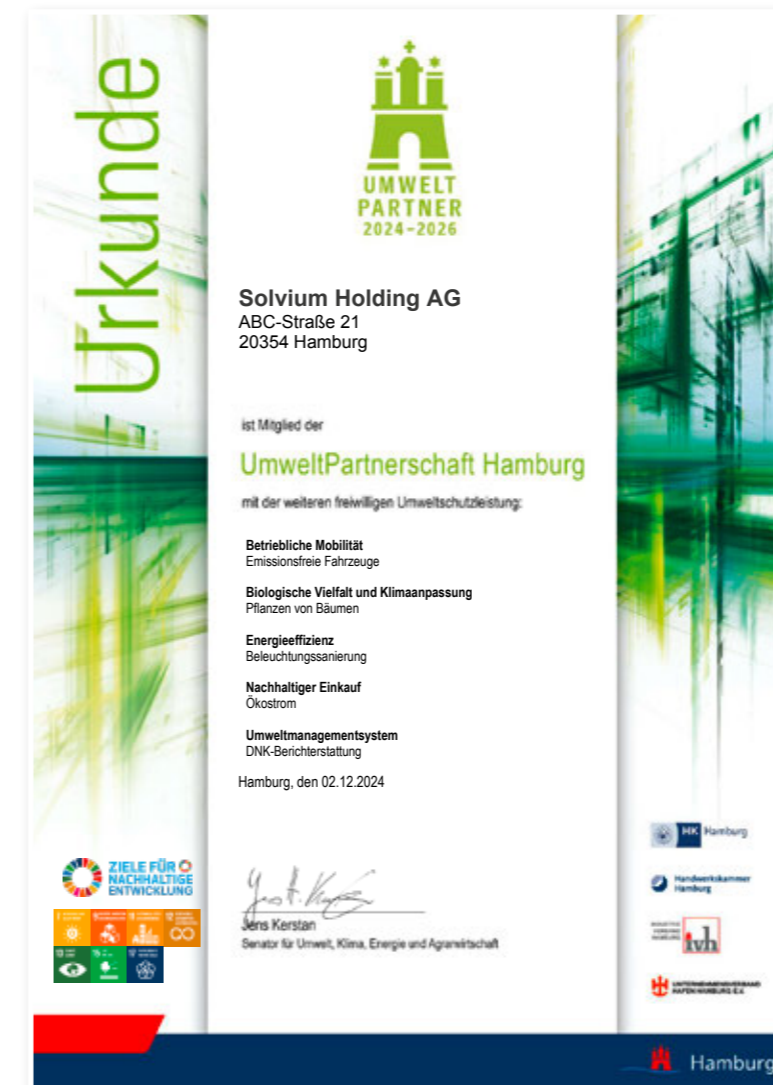 Urkunde
UMWELT
PARTNER
2024-2026
Solvium Holding AG
ABC-Straße 21
20354 Hamburg
ist Mitglied der
UmweltPartnerschaft Hamburg
mit der weiteren freiwilligen Umweltschutzleistung:
Betriebliche Mobilität
Emissionsfreie Fahrzeuge
Biologische Vielfalt und Klimaanpassung
Pflanzen von Bäumen
Energieeffizienz
Beleuchtungssanierung
Nachhaltiger Einkauf
Ökostrom
Umweltmanagementsystem
DNK-Berichterstattung
Hamburg, den 02.12.2024
Jens Kerstan
Senator für Umwelt, Klima, Energie und Agrarwirtschaft
ZIELE FÜR
NACHHALTIGE
ENTWICKLUNG
HK Hamburg
Handwerkskammer
Hamburg
ivh
UNTERNEHMENSVERBAND
HAFEN HAMBURG E.V.
Hamburg